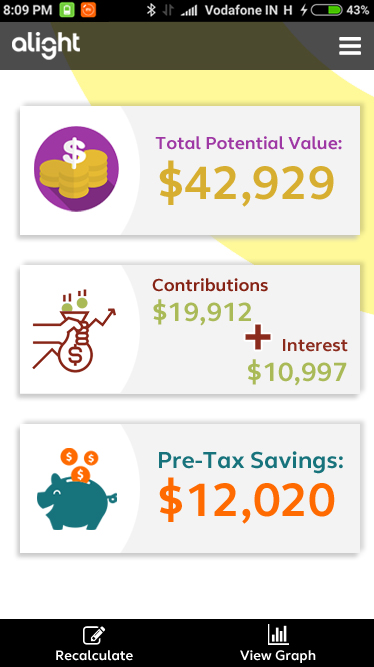 8:09 PM Vodafone IN H 43%
alight
Total Potential Value:
$42,929
Contributions
$19,912
+
Interest
$10,997
Pre-Tax Savings:
$12,020
Recalculate View Graph